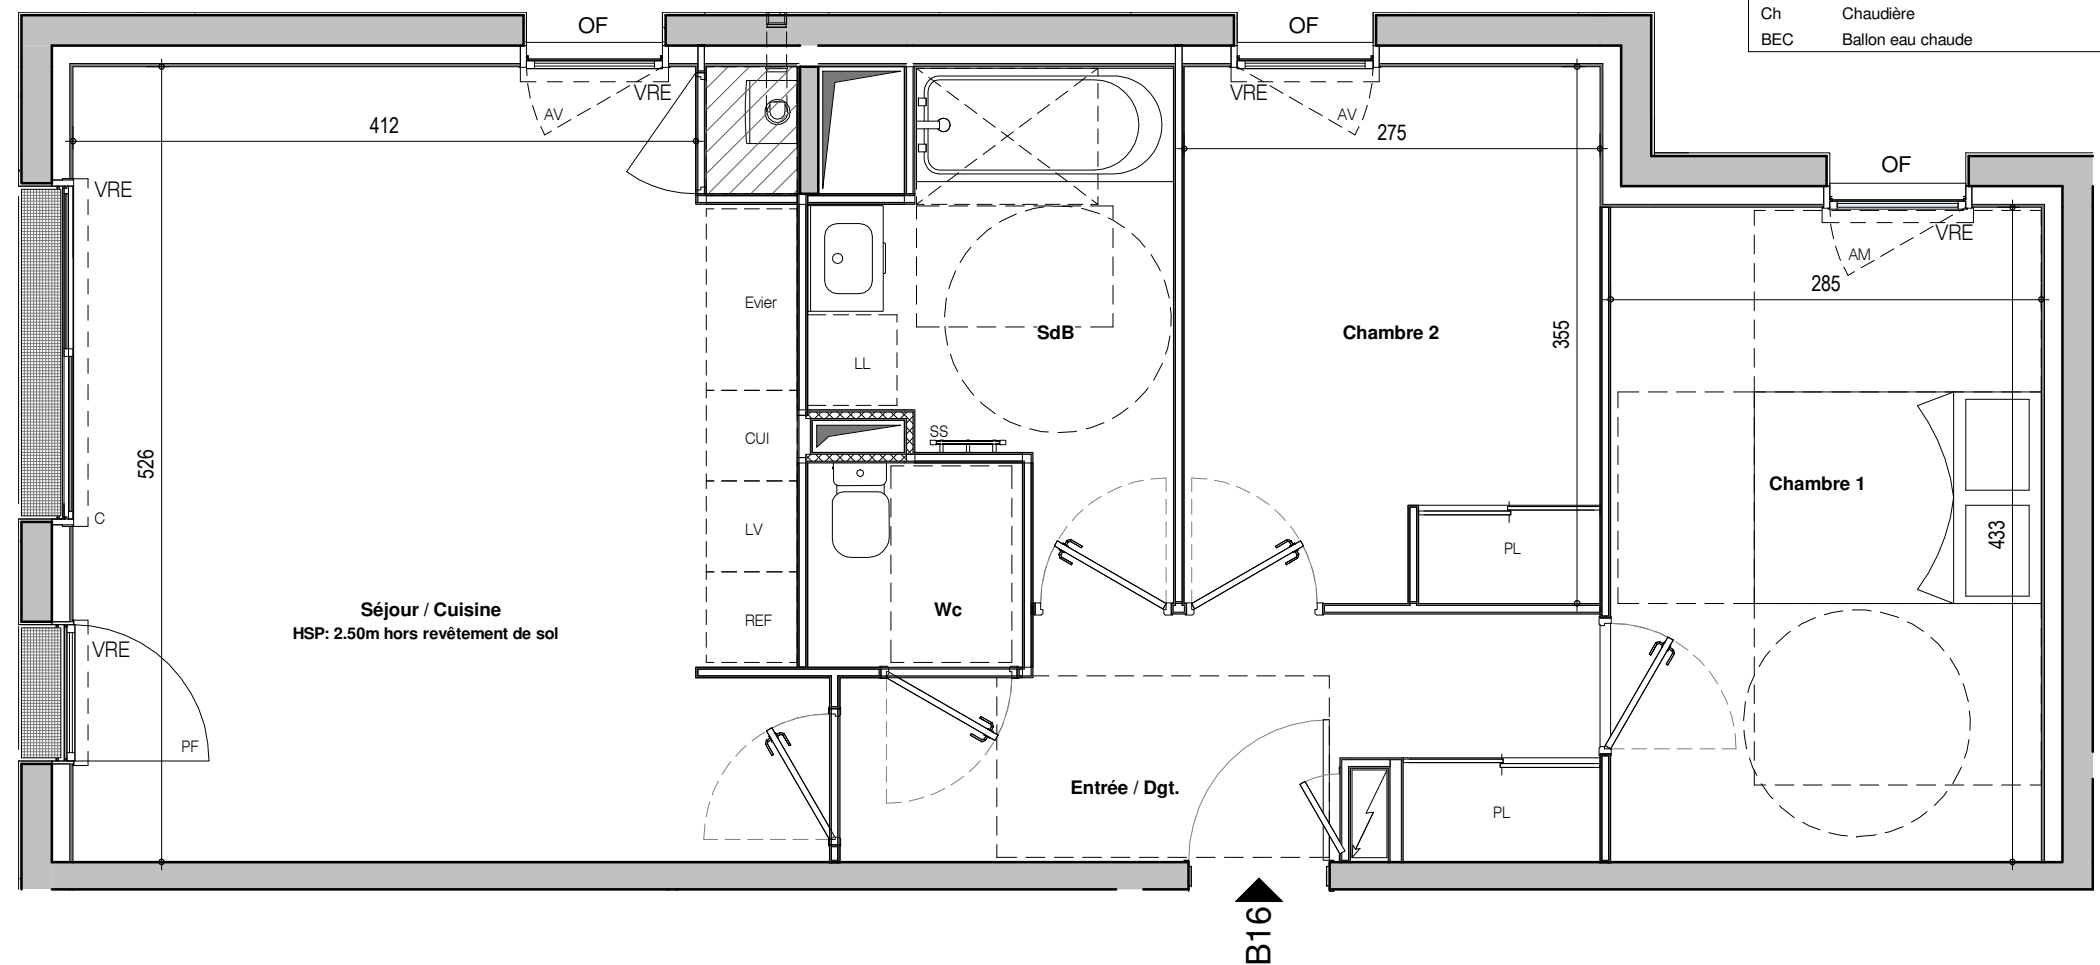 Ch Chaudière
BEC Ballon eau chaude
OF
OF
OF
VRE
AV
412
VRE
AV
275
VRE
AM
285
VRE
C
Evier
LL
SdB
Chambre 2
355
CUI
SS
526
LV
Chambre 1
433
PL
REF
Wc
Séjour / Cuisine
HSP: 2.50m hors revêtement de sol
VRE
PF
Entrée / Dgt.
PL
B16